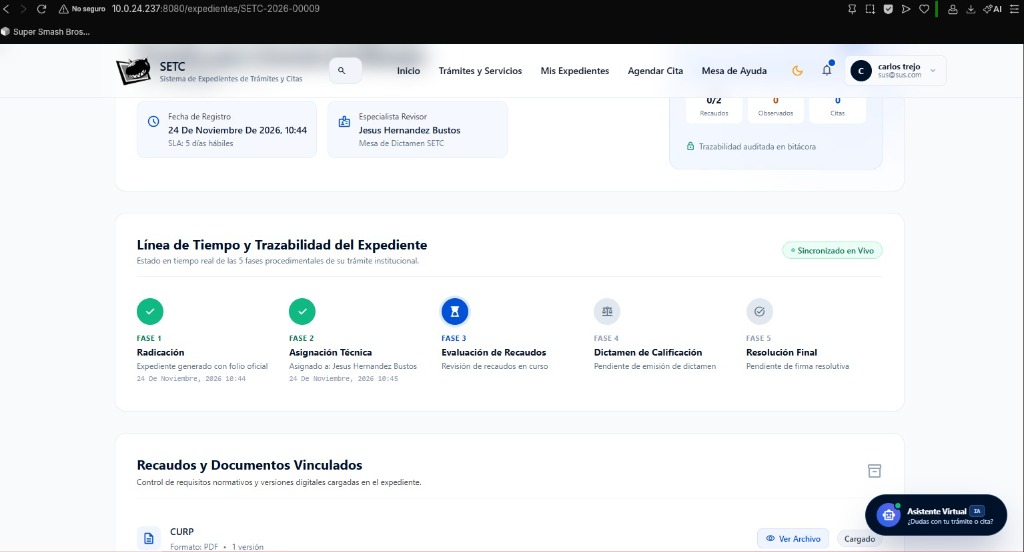 No seguro 10.0.24.237:8080/expedientes/SETC-2026-00009
AI
Super Smash Bros...
SETC
Sistema de Expedientes de Trámites y Citas
Inicio Trámites y Servicios Mis Expedientes Agendar Cita Mesa de Ayuda
C
carlos trejo
sus@sus.com
Fecha de Registro
24 De Noviembre De 2026, 10:44
SLA: 5 días hábiles
Especialista Revisor
Jesus Hernandez Bustos
Mesa de Dictamen SETC
0/2
Recaudos
0
Observados
0
Citas
Trazabilidad auditada en bitácora
Línea de Tiempo y Trazabilidad del Expediente
Estado en tiempo real de las 5 fases procedimentales de su trámite institucional.
Sincronizado en Vivo
FASE 1
Radicación
Expediente generado con folio oficial
24 De Noviembre, 2026 10:44
FASE 2
Asignación Técnica
Asignado a: Jesus Hernandez Bustos
24 De Noviembre, 2026 10:45
FASE 3
Evaluación de Recaudos
Revisión de recaudos en curso
FASE 4
Dictamen de Calificación
Pendiente de emisión de dictamen
FASE 5
Resolución Final
Pendiente de firma resolutiva
Recaudos y Documentos Vinculados
Control de requisitos normativos y versiones digitales cargadas en el expediente.
CURP
Formato: PDF • 1 versión
Ver Archivo
Cargado
Asistente Virtual IA
¿Dudas con tu trámite o cita?